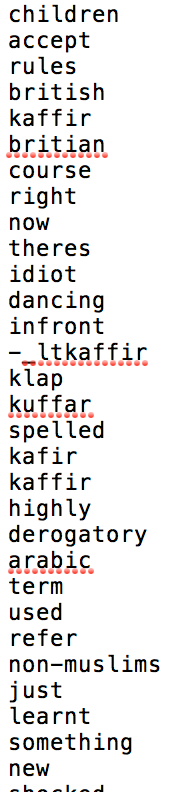 children
accept
rules
british
kaffir
britian
course
right
now
theres
idiot
dancing
infront
-_ltkaffir
klap
kuffar
spelled
kafir
kaffir
highly
derogatory
arabic
term
used
refer
non-muslims
just
learnt
something
new
shocked